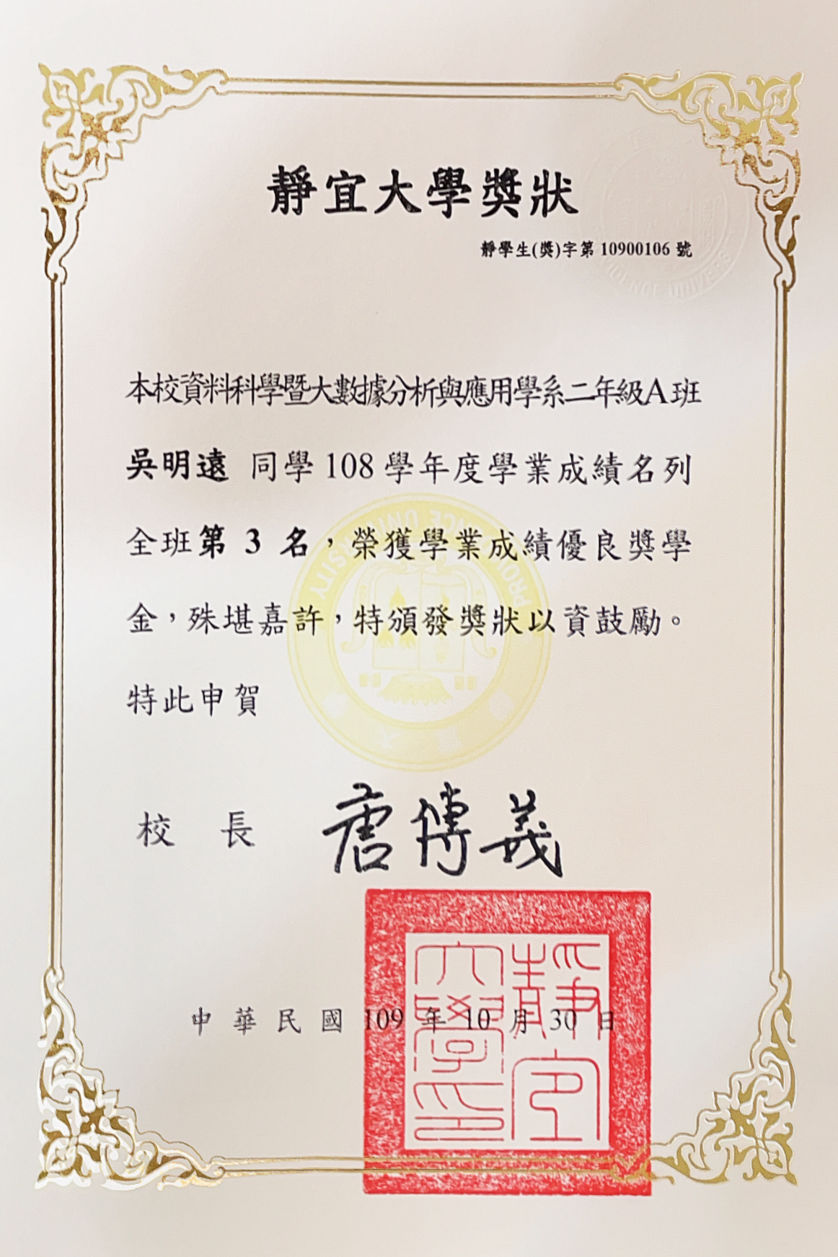 靜宜大學獎狀
靜學生(獎)字第 10900106 號
本校資料科學暨大數據分析與應用學系二年級A班
吳明遠 同學108學年度學業成績名列
全班第 3 名，榮獲學業成績優良獎學
金，殊堪嘉許，特頒發獎狀以資鼓勵。
特此申賀
校 長 唐傳義
中華民國 109 年 10 月 30 日
靜宜大學印